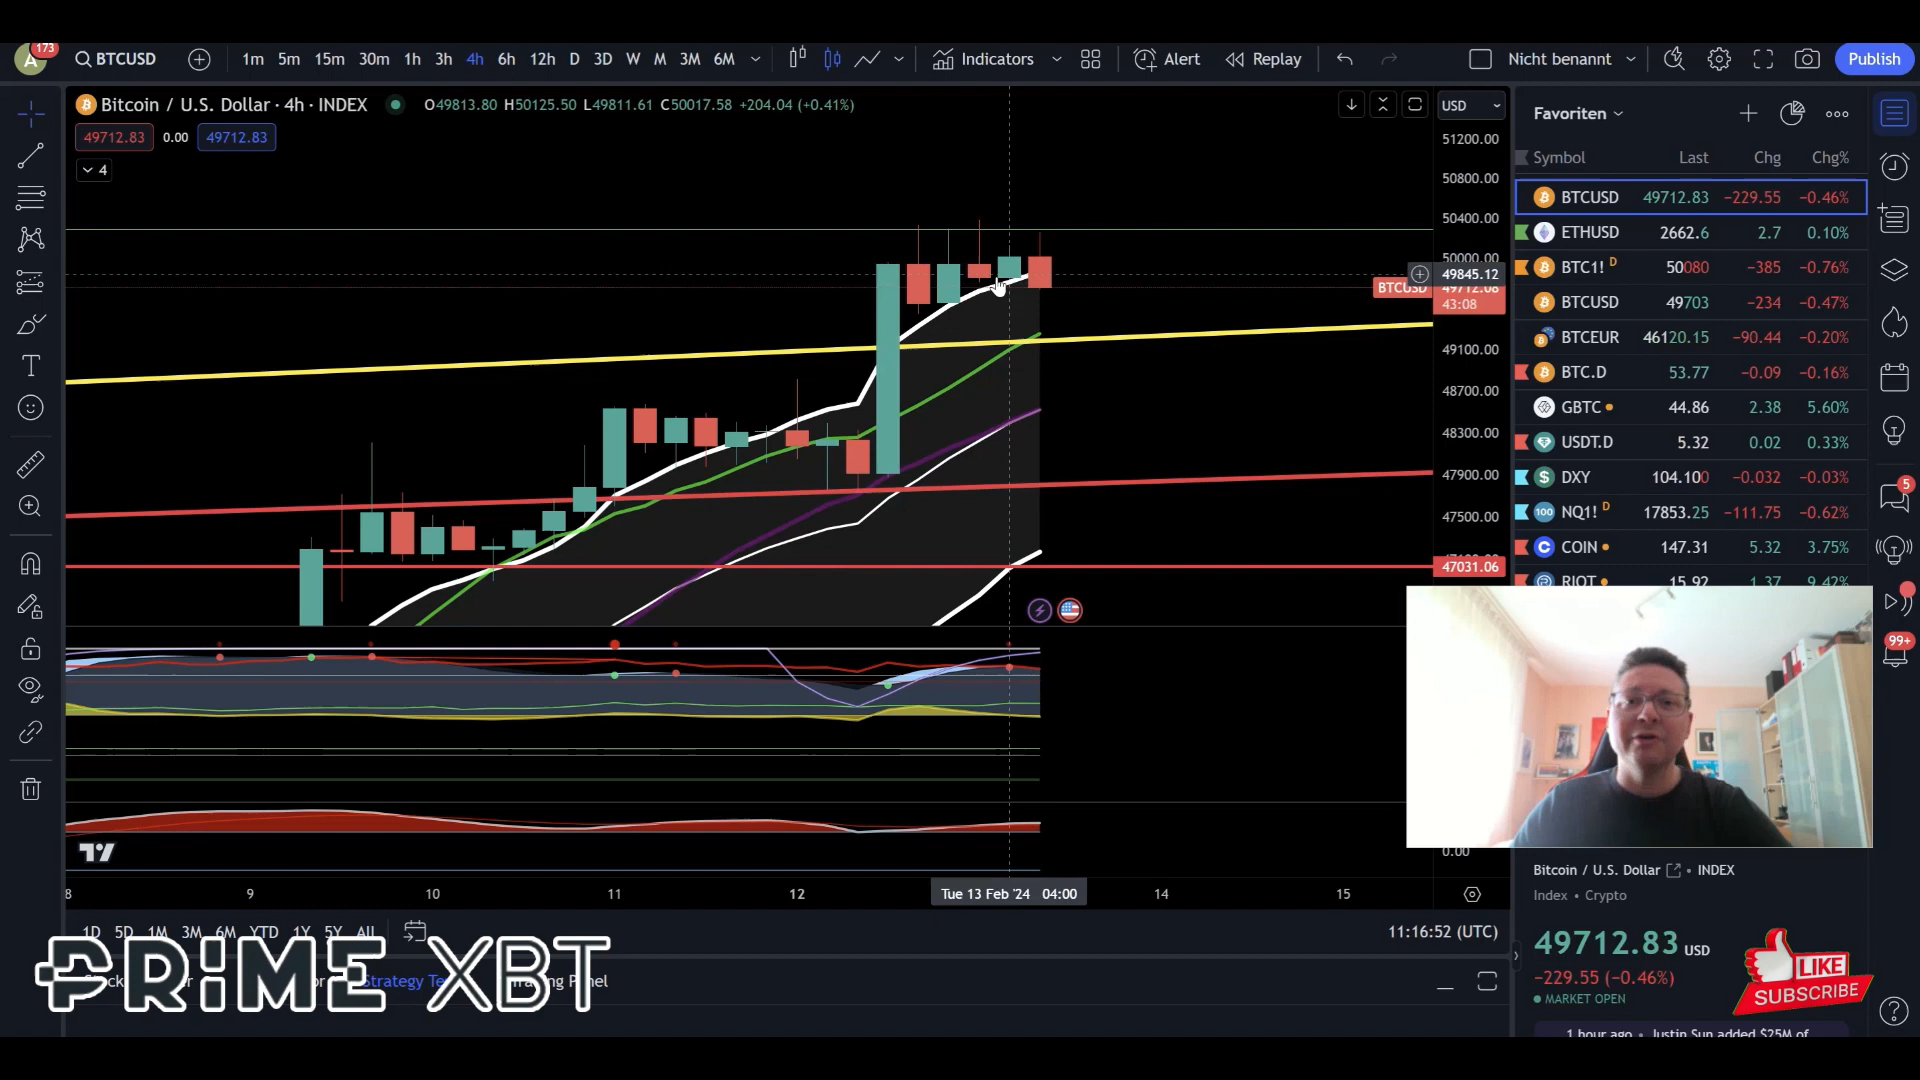 A
173
BTCUSD
1m 5m 15m 30m 1h 3h 4h 6h 12h D 3D W M 3M 6M
Indicators
Alert
Replay
Nicht benannt
Publish
Bitcoin / U.S. Dollar · 4h · INDEX
O49813.80 H50125.50 L49811.61 C50017.58 +204.04 (+0.41%)
USD
49712.83
0.00
49712.83
4
51200.00
50800.00
50400.00
50000.00
49845.12
BTCUSD
49712.08
43:08
49100.00
48700.00
48300.00
47900.00
47500.00
47031.06
0.00
Favoriten
Symbol Last Chg Chg%
BTCUSD 49712.83 −229.55 −0.46%
ETHUSD 2662.6 2.7 0.10%
BTC1! D 50080 −385 −0.76%
BTCUSD 49703 −234 −0.47%
BTCEUR 46120.15 −90.44 −0.20%
BTC.D 53.77 −0.09 −0.16%
GBTC 44.86 2.38 5.60%
USDT.D 5.32 0.02 0.33%
DXY 104.100 −0.032 −0.03%
NQ1! D 17853.25 −111.75 −0.62%
COIN 147.31 5.32 3.75%
RIOT 15.92 1.37 9.42%
5
99+
8 9 10 11 12 Tue 13 Feb '24 04:00 14 15
1D 5D 1M 3M 6M YTD 1Y 5Y All
11:16:52 (UTC)
PRIME XBT
Strategy Te
Bitcoin / U.S. Dollar · INDEX
Index · Crypto
49712.83 USD
−229.55 (−0.46%)
MARKET OPEN
LIKE
SUBSCRIBE
1 hour ago · Justin Sun added $25M of